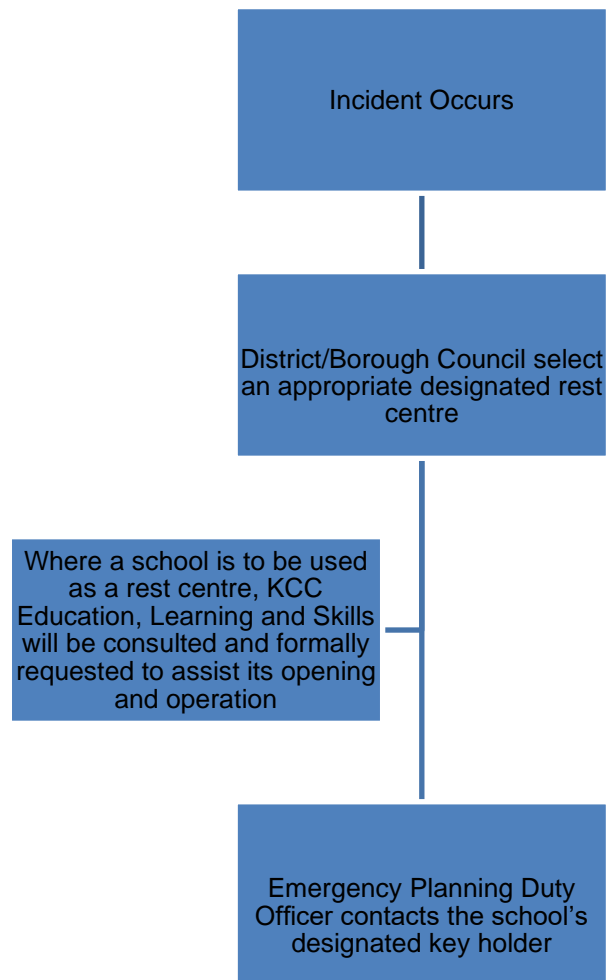 Incident Occurs
District/Borough Council select
an appropriate designated rest
centre
Where a school is to be used
as a rest centre, KCC
Education, Learning and Skills
will be consulted and formally
requested to assist its opening
and operation
Emergency Planning Duty
Officer contacts the school’s
designated key holder